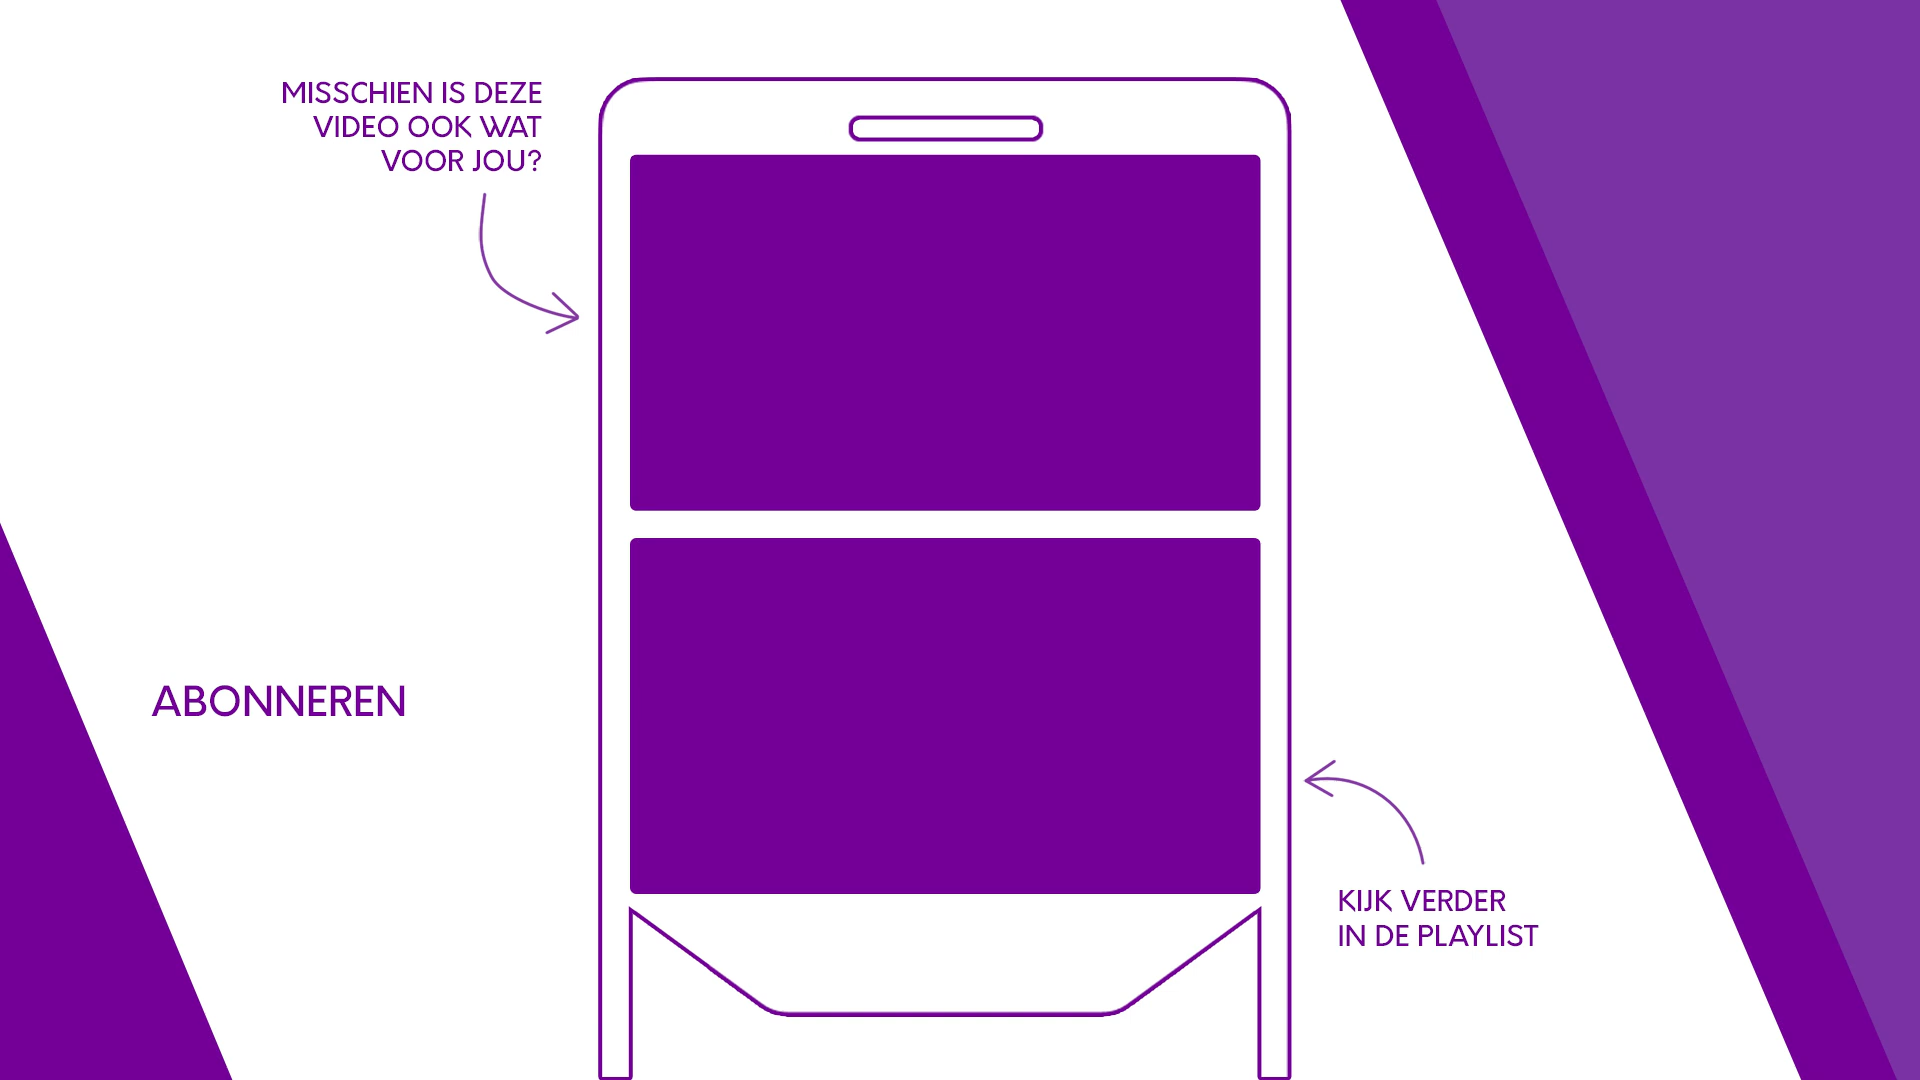 MISSCHIEN IS DEZE
VIDEO OOK WAT
VOOR JOU?
ABONNEREN
KIJK VERDER
IN DE PLAYLIST